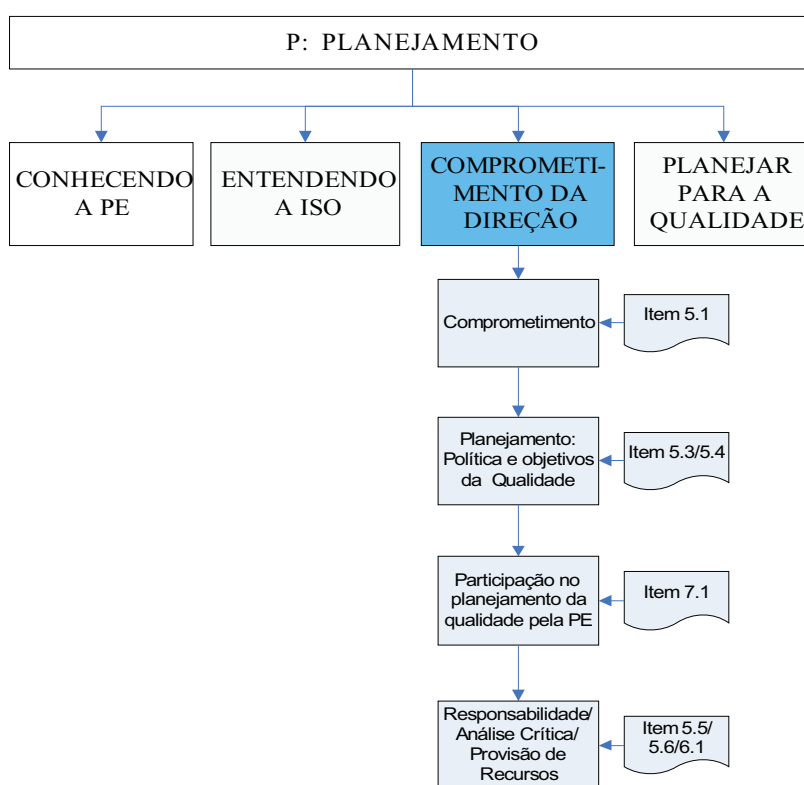 P: PLANEJAMENTO
CONHECENDO
A PE
ENTENDENDO
A ISO
COMPROMETI-
MENTO DA
DIREÇÃO
PLANEJAR
PARA A
QUALIDADE
Comprometimento
Item 5.1
Planejamento:
Política e objetivos
da Qualidade
Item 5.3/5.4
Participação no
planejamento da
qualidade pela PE
Item 7.1
Responsabilidade/
Análise Crítica/
Provisão de
Recursos
Item 5.5/
5.6/6.1